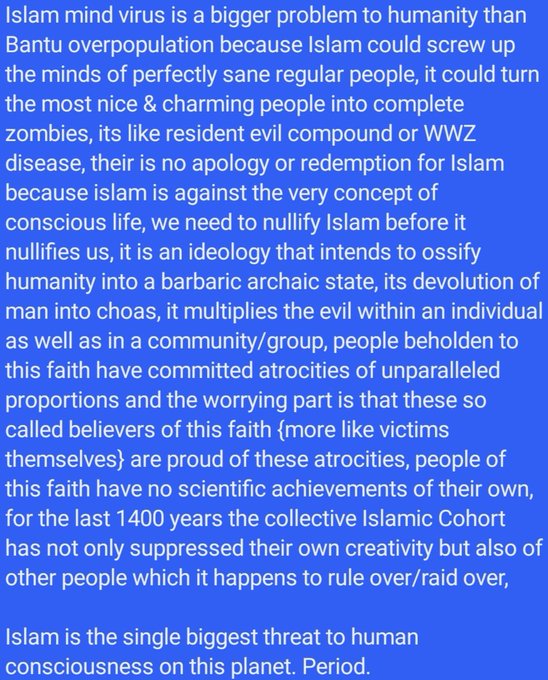 Islam mind virus is a bigger problem to humanity than
Bantu overpopulation because Islam could screw up
the minds of perfectly sane regular people, it could turn
the most nice & charming people into complete
zombies, its like resident evil compound or WWZ
disease, their is no apology or redemption for Islam
because islam is against the very concept of
conscious life, we need to nullify Islam before it
nullifies us, it is an ideology that intends to ossify
humanity into a barbaric archaic state, its devolution of
man into choas, it multiplies the evil within an individual
as well as in a community/group, people beholden to
this faith have committed atrocities of unparalleled
proportions and the worrying part is that these so
called believers of this faith {more like victims
themselves} are proud of these atrocities, people of
this faith have no scientific achievements of their own,
for the last 1400 years the collective Islamic Cohort
has not only suppressed their own creativity but also of
other people which it happens to rule over/raid over,
Islam is the single biggest threat to human
consciousness on this planet. Period.